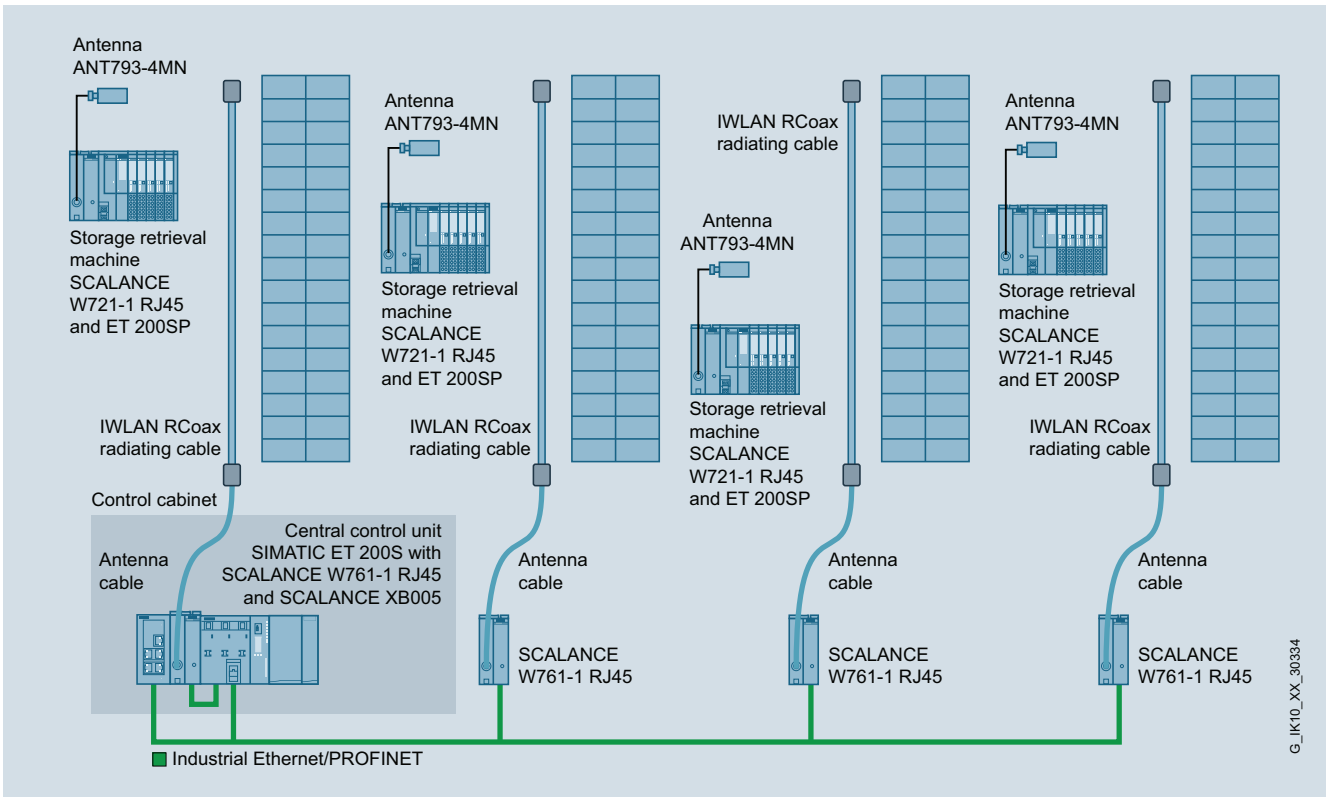 Antenna
ANT793-4MN
Storage retrieval
machine
SCALANCE
W721-1 RJ45
and ET 200SP
IWLAN RCoax
radiating cable
Antenna
ANT793-4MN
Storage retrieval
machine
SCALANCE
W721-1 RJ45
and ET 200SP
IWLAN RCoax
radiating cable
IWLAN RCoax
radiating cable
Antenna
ANT793-4MN
Storage retrieval
machine
SCALANCE
W721-1 RJ45
and ET 200SP
Antenna
ANT793-4MN
Storage retrieval
machine
SCALANCE
W721-1 RJ45
and ET 200SP
IWLAN RCoax
radiating cable
Control cabinet
Antenna
cable
Central control unit
SIMATIC ET 200S with
SCALANCE W761-1 RJ45
and SCALANCE XB005
Antenna
cable
SCALANCE
W761-1 RJ45
Antenna
cable
SCALANCE
W761-1 RJ45
Antenna
cable
SCALANCE
W761-1 RJ45
Industrial Ethernet/PROFINET
G_IK10_XX_30334